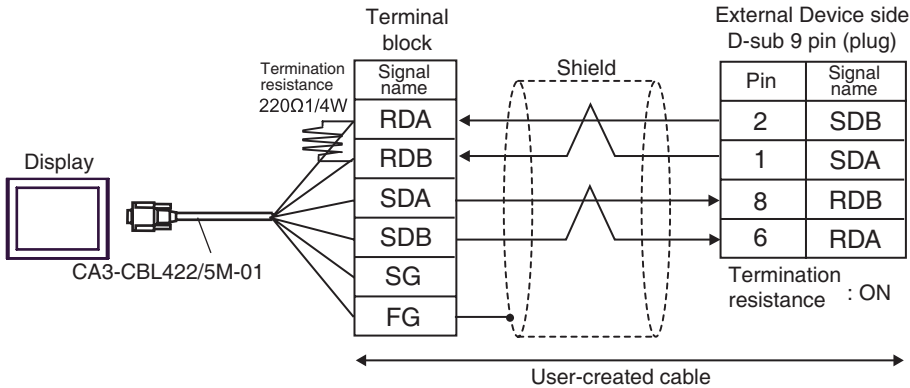 Terminal
block
External Device side
D-sub 9 pin (plug)
Termination
resistance
220Ω1/4W
Signal
name
Shield
Pin
Signal
name
RDA
2
SDB
RDB
1
SDA
Display
SDA
8
RDB
SDB
6
RDA
CA3-CBL422/5M-01
SG
Termination
resistance : ON
FG
User-created cable